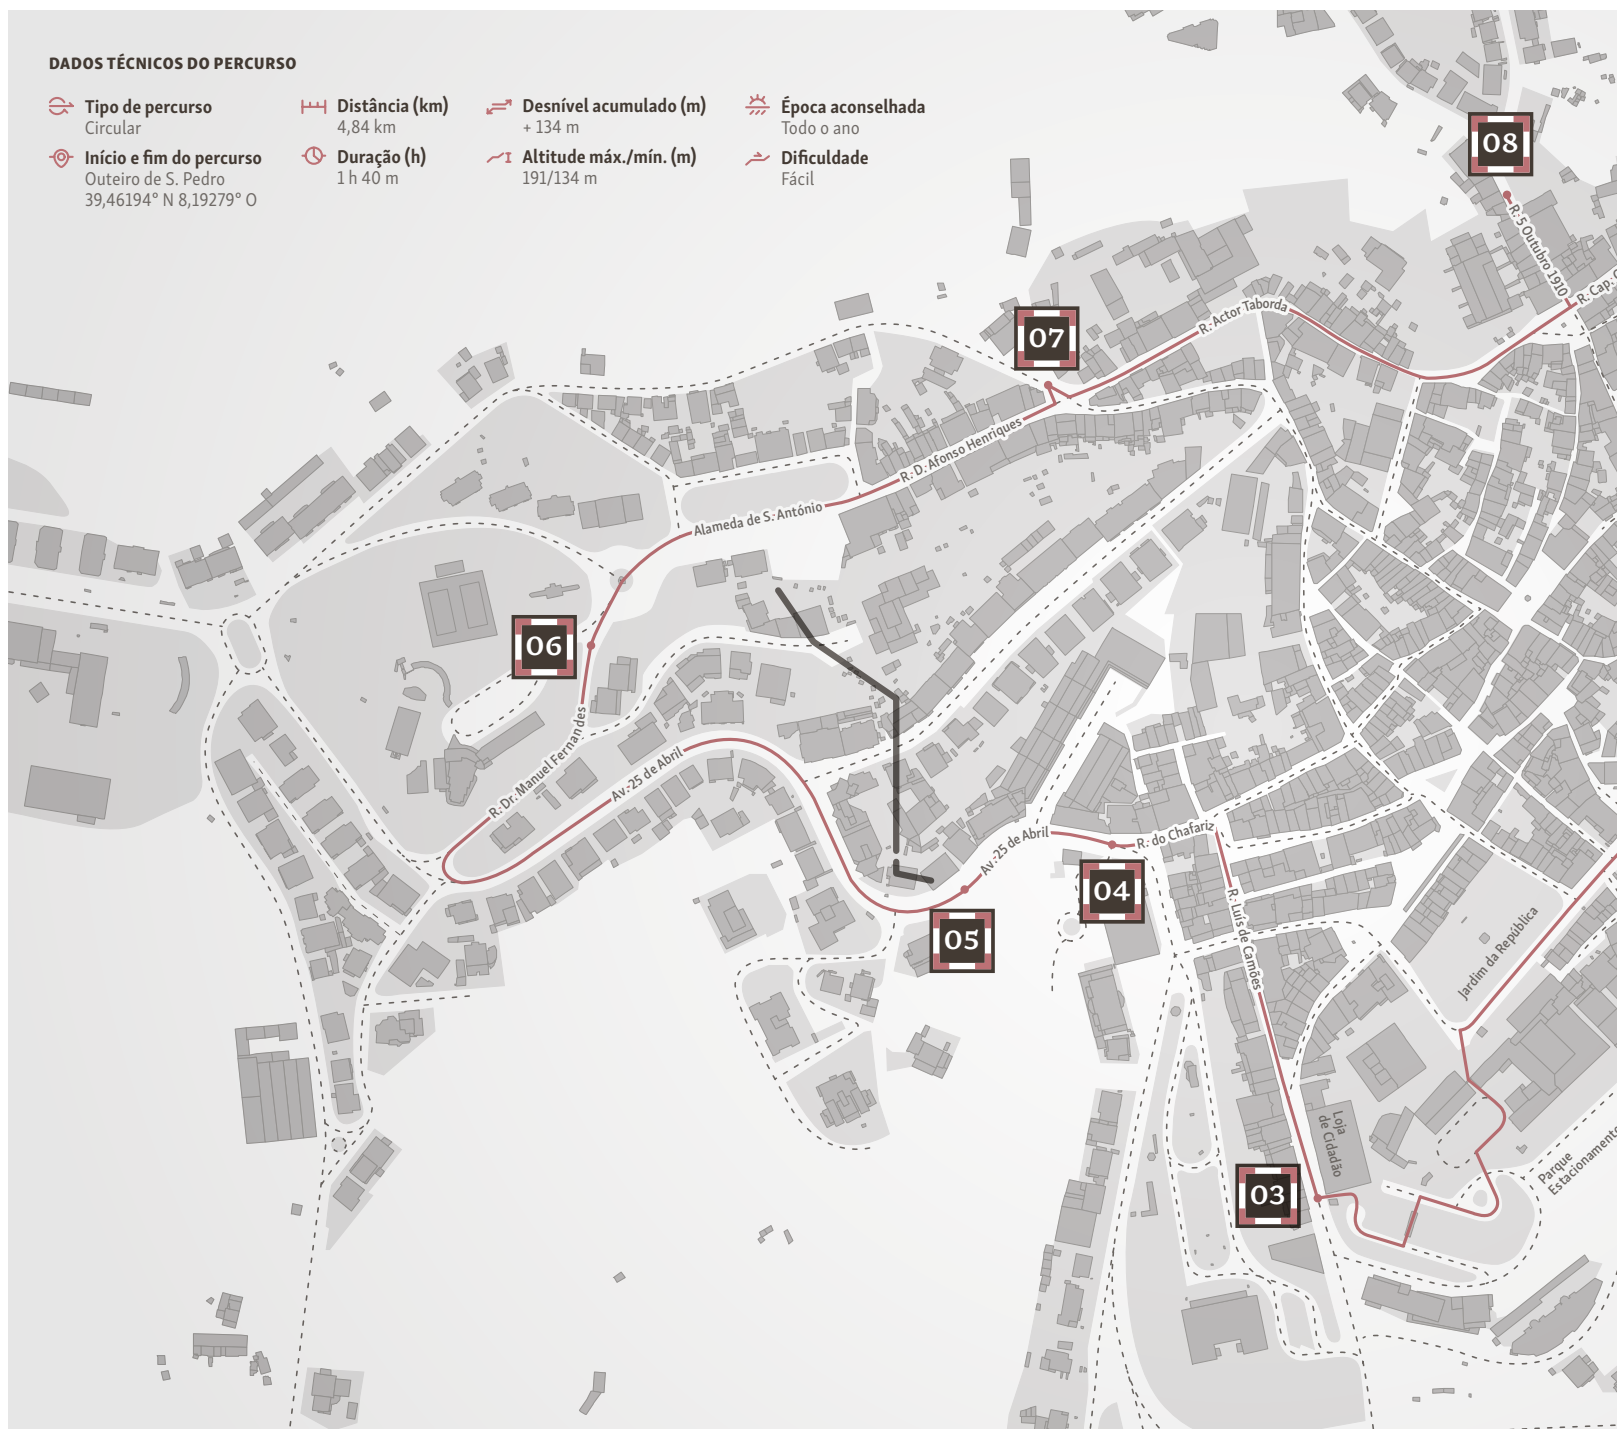 DADOS TÉCNICOS DO PERCURSO
Tipo de percurso
Circular
Início e fim do percurso
Outeiro de S. Pedro
39,46194° N 8,19279° O
Distância (km)
4,84 km
Duração (h)
1 h 40 m
Desnível acumulado (m)
+ 134 m
Altitude máx./mín. (m)
191/134 m
Época aconselhada
Todo o ano
Dificuldade
Fácil
08
R. 5 Outubro 1910
R. Cap.
07
R. Actor Taborda
R. D. Afonso Henriques
Alameda de S. António
06
R. Dr. Manuel Fernandes
Av. 25 de Abril
Av. 25 de Abril
R. do Chafariz
04
05
R. Luís de Camões
Jardim da República
Loja
de Cidadão
03
Parque
Estacionamento